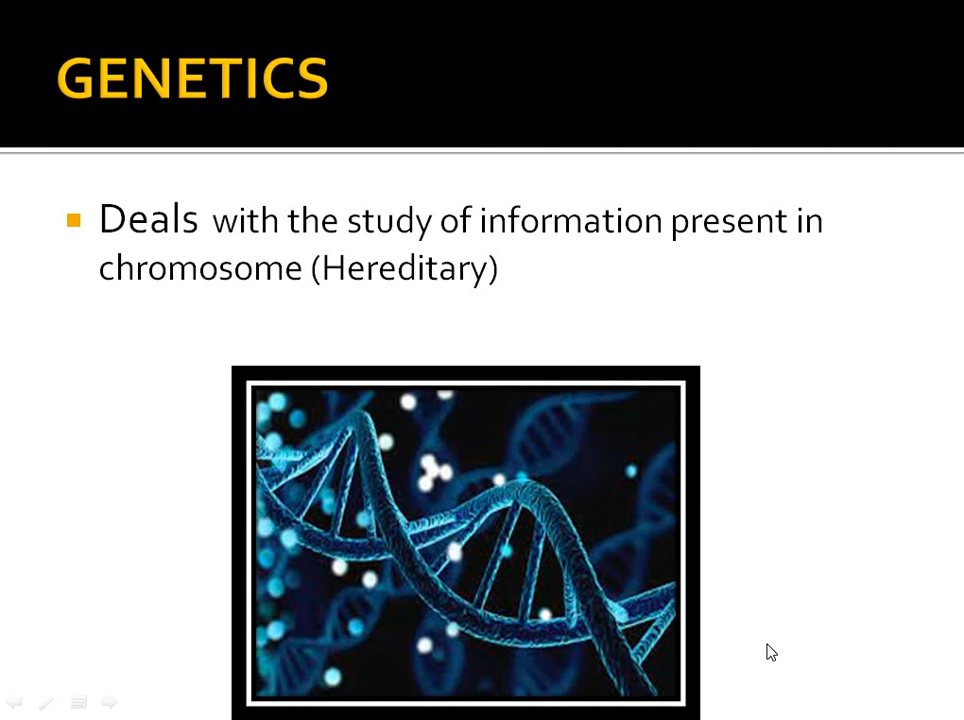 GENETICS
Deals with the study of information present in
chromosome (Hereditary)